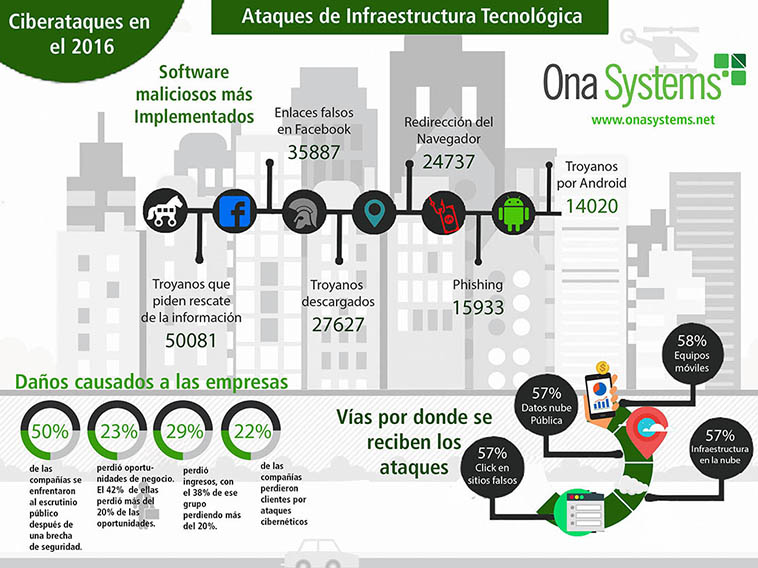 Ciberataques en
el 2016
Ataques de Infraestructura Tecnológica
Ona Systems
www.onasystems.net
Software
maliciosos más
Implementados
Enlaces falsos
en Facebook
35887
Redirección del
Navegador
24737
Troyanos
por Android
14020
Troyanos que
piden rescate
de la información
50081
Troyanos
descargados
27627
Phishing
15933
Daños causados a las empresas
50%
de las
compañías se
enfrentaron
al escrutinio
público
después de
una brecha
de seguridad.
23%
perdió oportu-
nidades de negocio.
El 42% de ellas
perdió mas del
20% de las
oportunidades.
29%
perdió
ingresos, con
el 38% de ese
grupo
perdiendo más
del 20%.
22%
de las
compañías
perdieron
clientes por
ataques
cibernéticos
Vías por donde se
reciben los
ataques
58%
Equipos
móviles
57%
Datos nube
Pública
57%
Infraestructura
en la nube
57%
Click en
sitios falsos